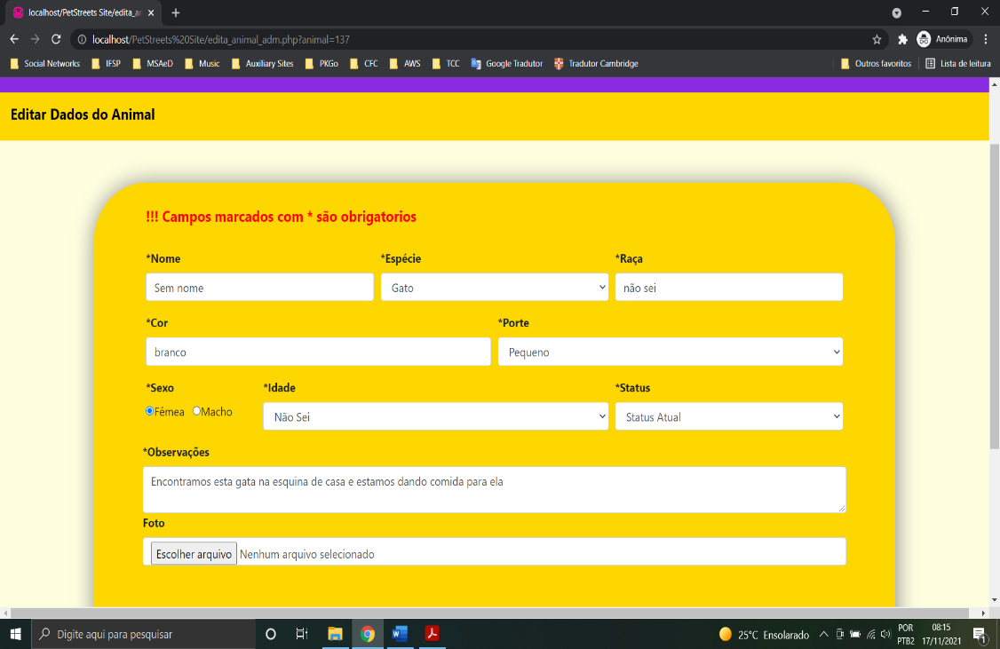 localhost/PetStreets Site/edita_ar
localhost/PetStreets%20Site/edita_animal_adm.php?animal=137
Anônima
Social Networks IFSP MSAeD Music Auxiliary Sites PKGo CFC AWS TCC Google Tradutor Tradutor Cambridge Outros favoritos Lista de leitura
Editar Dados do Animal
!!! Campos marcados com * são obrigatorios
*Nome *Espécie *Raça
Sem nome Gato não sei
*Cor *Porte
branco Pequeno
*Sexo *Idade *Status
Fêmea Macho Não Sei Status Atual
*Observações
Encontramos esta gata na esquina de casa e estamos dando comida para ela
Foto
Escolher arquivo Nenhum arquivo selecionado
Digite aqui para pesquisar
25°C Ensolarado
POR 08:15
PTB2 17/11/2021
1